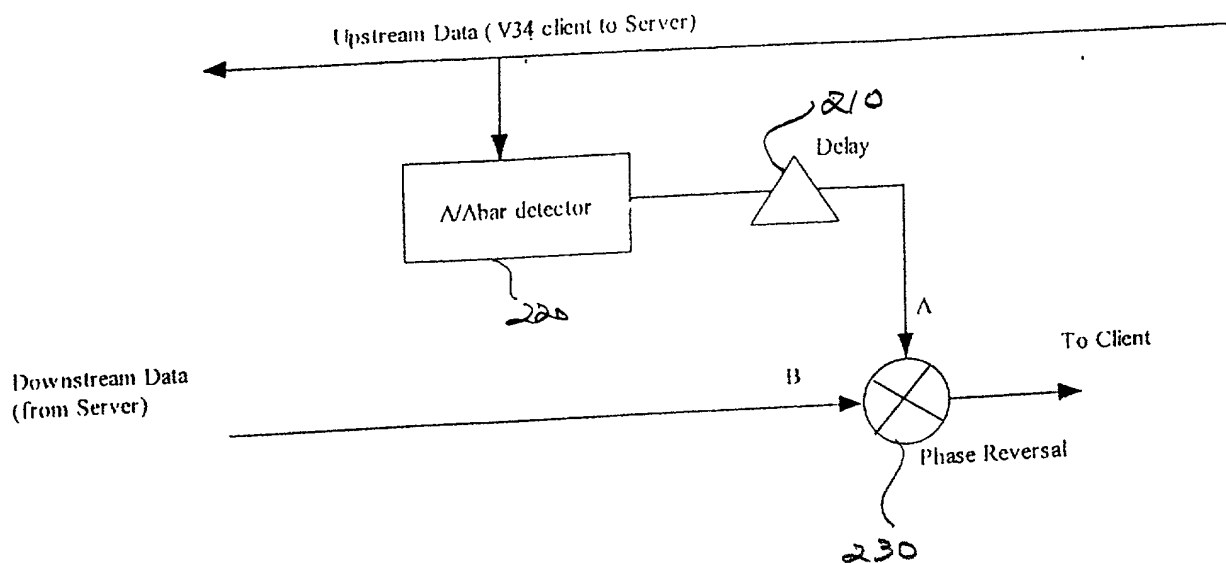 Upstream Data ( V34 client to Server)
210
Delay
A/Abar detector
220
A
To Client
Downstream Data
(from Server)
B
Phase Reversal
230